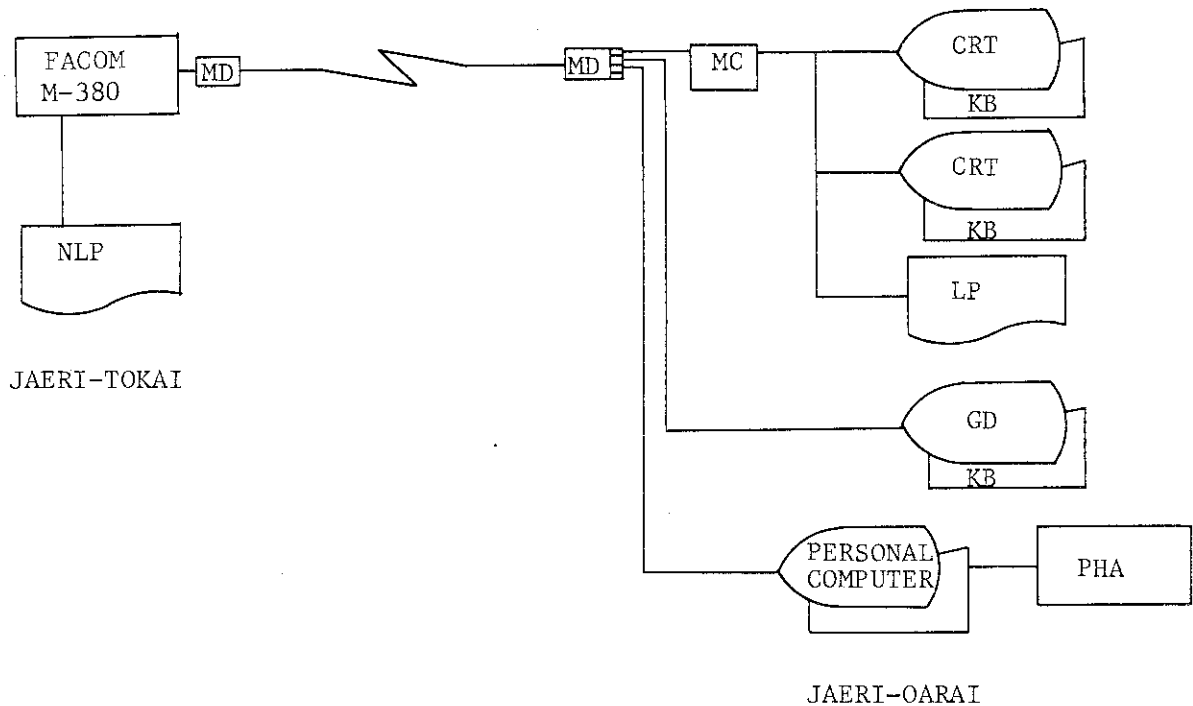 FACOM
M-380
MD
NLP
JAERI-TOKAI
MD
MC
CRT
KB
CRT
KB
LP
GD
KB
PERSONAL
COMPUTER
PHA
JAERI-OARAI